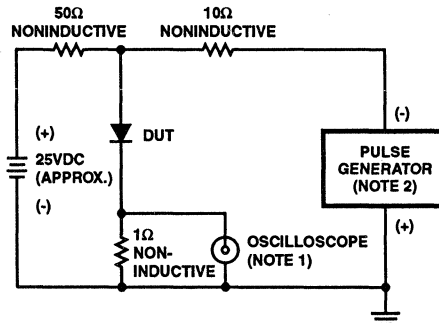 50Ω
NONINDUCTIVE
10Ω
NONINDUCTIVE
(+)
25VDC
(APPROX.)
(-)
DUT
1Ω
NON-
INDUCTIVE
OSCILLOSCOPE
(NOTE 1)
(-)
PULSE
GENERATOR
(NOTE 2)
(+)